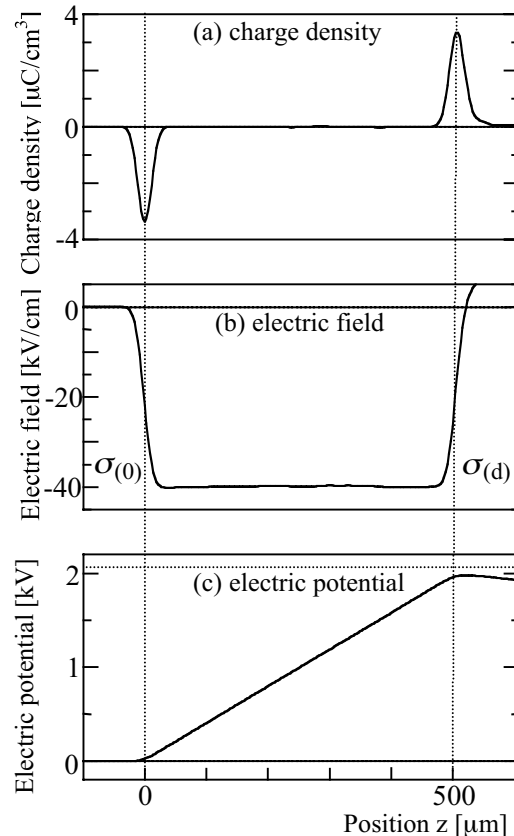 4
(a) charge density
0
-4
Charge density [μC/cm³]
0
(b) electric field
-20
-40
σ(0)
σ(d)
Electric field [kV/cm]
2
(c) electric potential
1
0
Electric potential [kV]
0
500
Position z [μm]